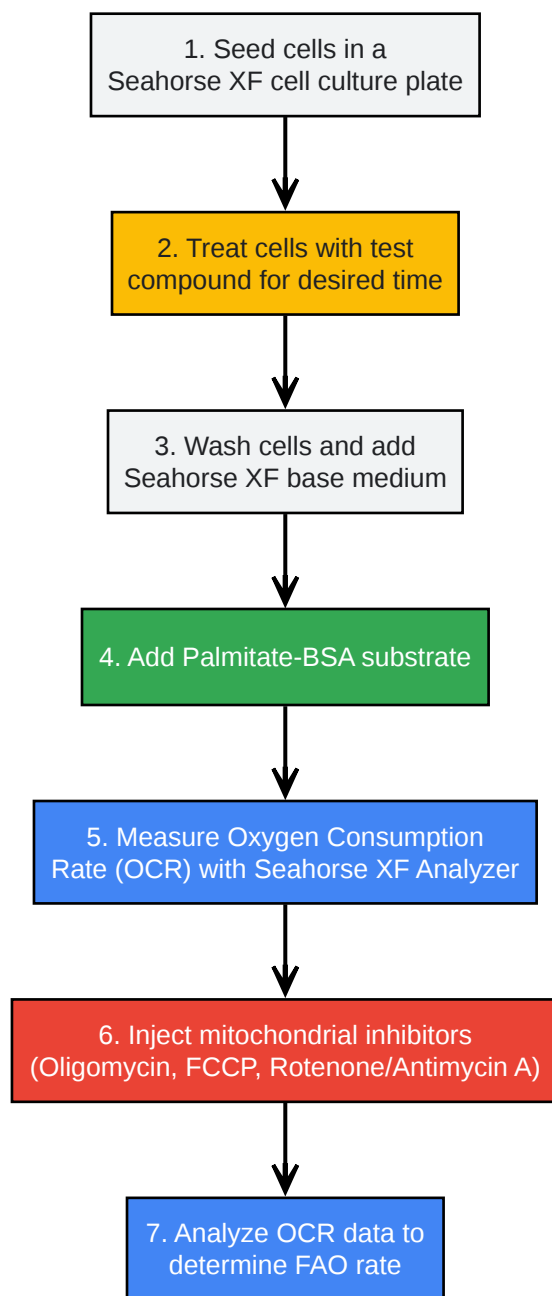 1. Seed cells in a
Seahorse XF cell culture plate
2. Treat cells with test
compound for desired time
3. Wash cells and add
Seahorse XF base medium
4. Add Palmitate-BSA substrate
5. Measure Oxygen Consumption
Rate (OCR) with Seahorse XF Analyzer
6. Inject mitochondrial inhibitors
(Oligomycin, FCCP, Rotenone/Antimycin A)
7. Analyze OCR data to
determine FAO rate